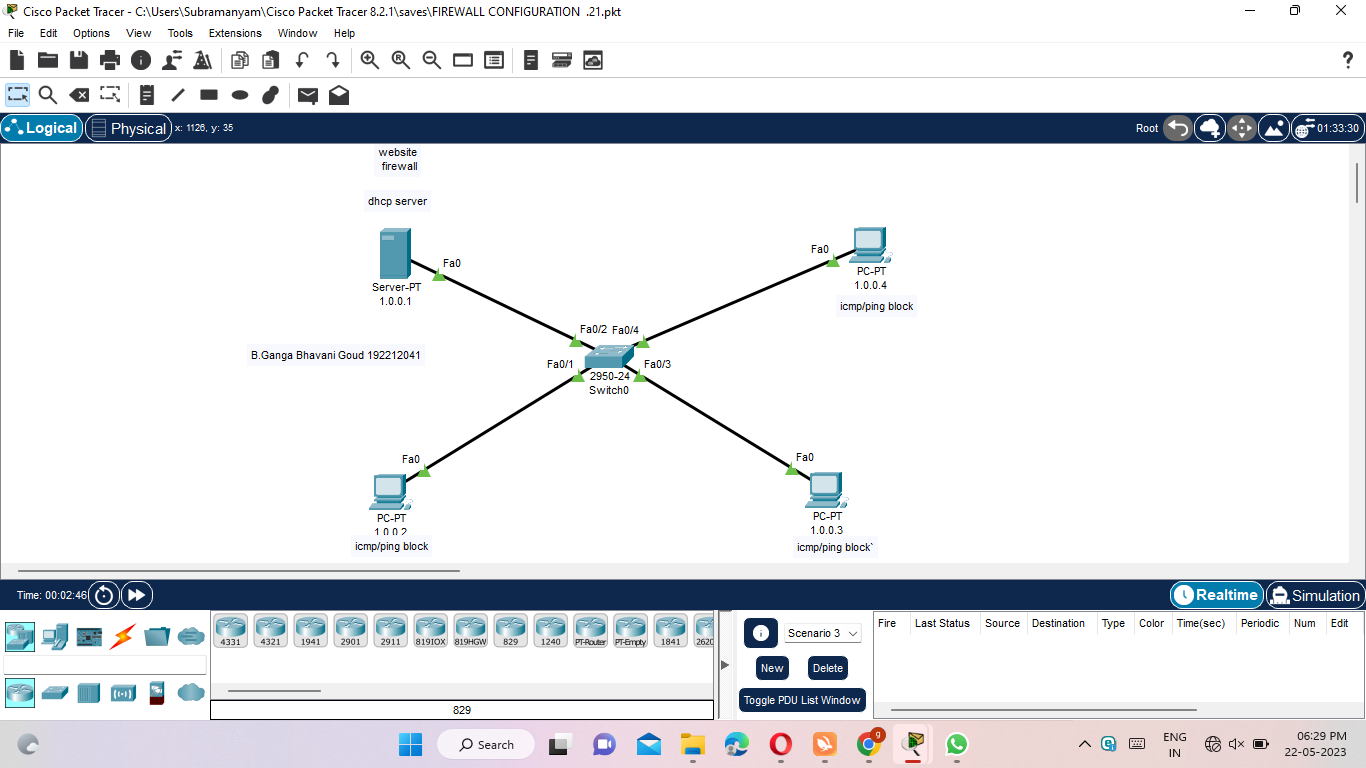 Cisco Packet Tracer - C:\Users\Subramanyam\Cisco Packet Tracer 8.2.1\saves\FIREWALL CONFIGURATION .21.pkt
File Edit Options View Tools Extensions Window Help
?
Logical Physical x: 1126, y: 35 Root 01:33:30
website
firewall
dhcp server
Fa0
Server-PT
1.0.0.1
Fa0
PC-PT
1.0.0.4
icmp/ping block
Fa0/2 Fa0/4
B.Ganga Bhavani Goud 192212041
Fa0/1 Fa0/3
2950-24
Switch0
Fa0
PC-PT
1.0.0.2
icmp/ping block
Fa0
PC-PT
1.0.0.3
icmp/ping block`
Time: 00:02:46 Realtime Simulation
4331 4321 1941 2901 2911 819IOX 819HGW 829 1240 PT-Router PT-Empty 1841 2620
829
Scenario 3
New Delete
Toggle PDU List Window
Fire Last Status Source Destination Type Color Time(sec) Periodic Num Edit
Search
9
ENG
IN
06:29 PM
22-05-2023